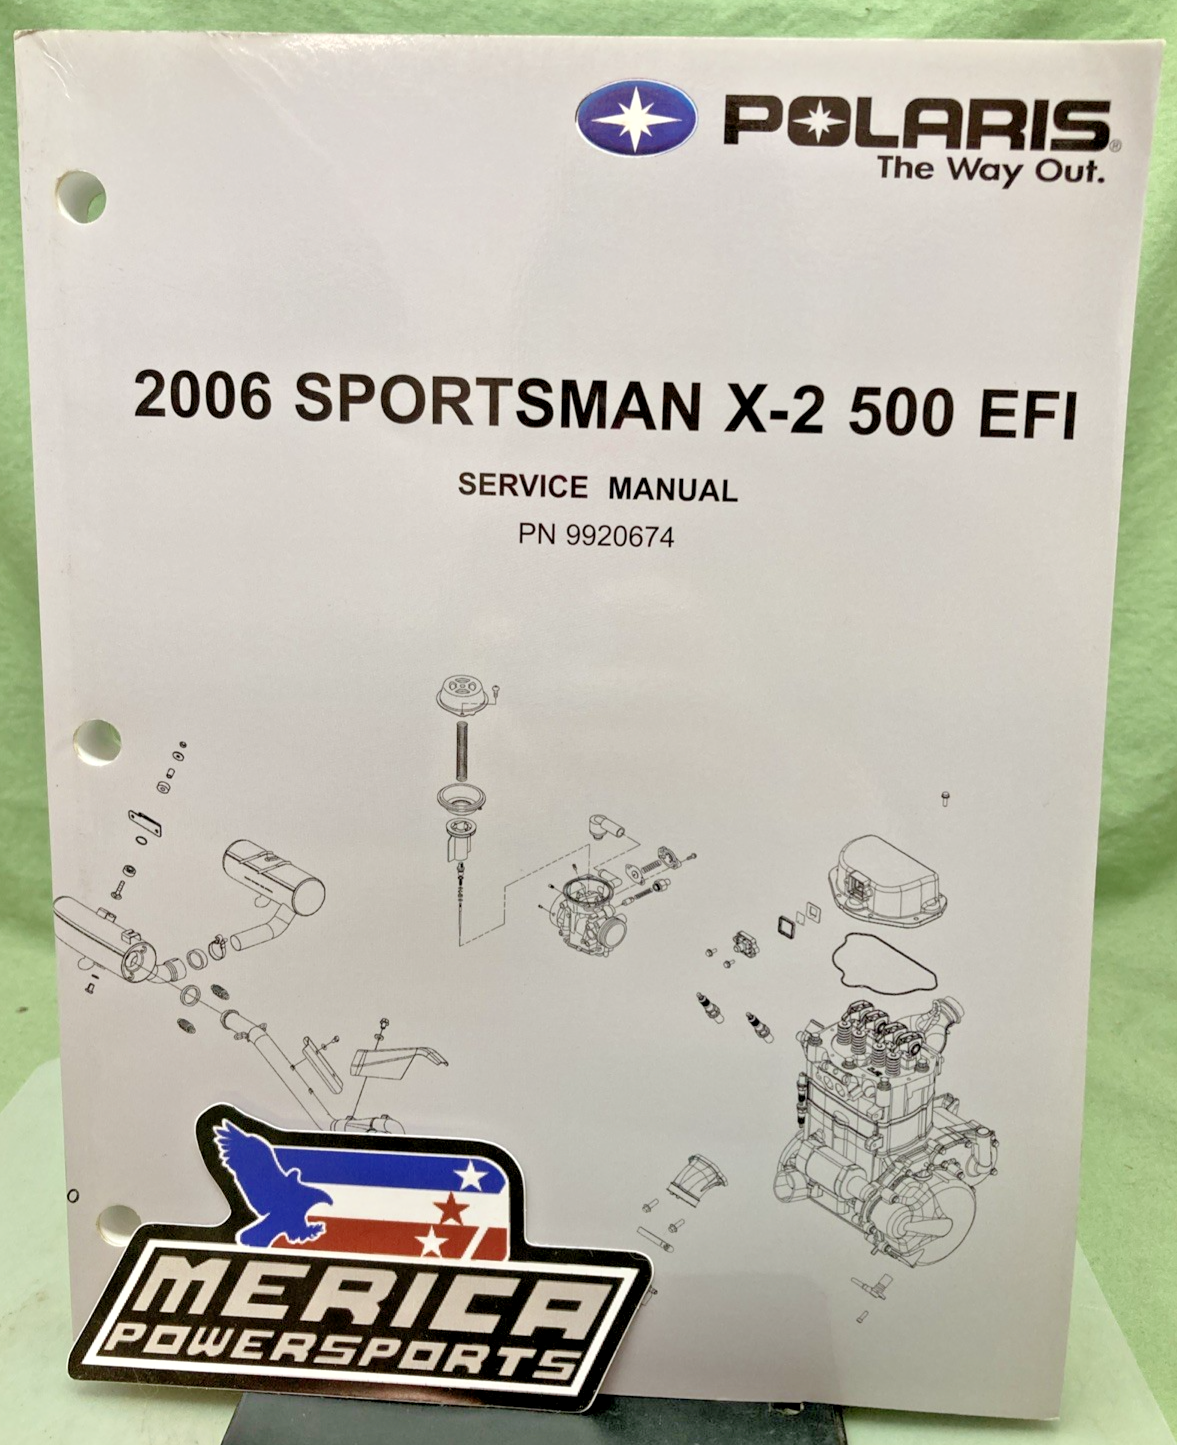 POLARIS®
The Way Out.
2006 SPORTSMAN X-2 500 EFI
SERVICE MANUAL
PN 9920674
MERICA
POWERSPORTS